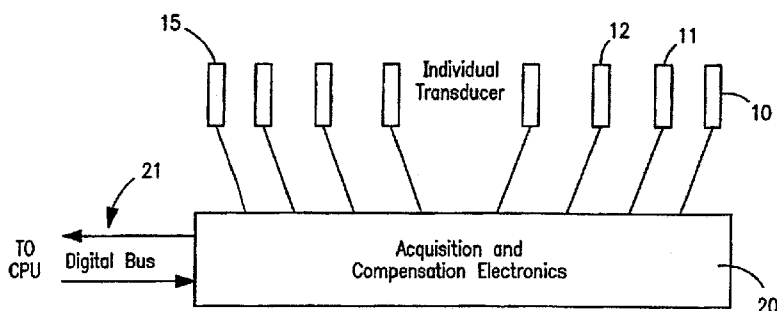 15
12
11
Individual
Transducer
10
21
TO
CPU
Digital Bus
Acquisition and
Compensation Electronics
20